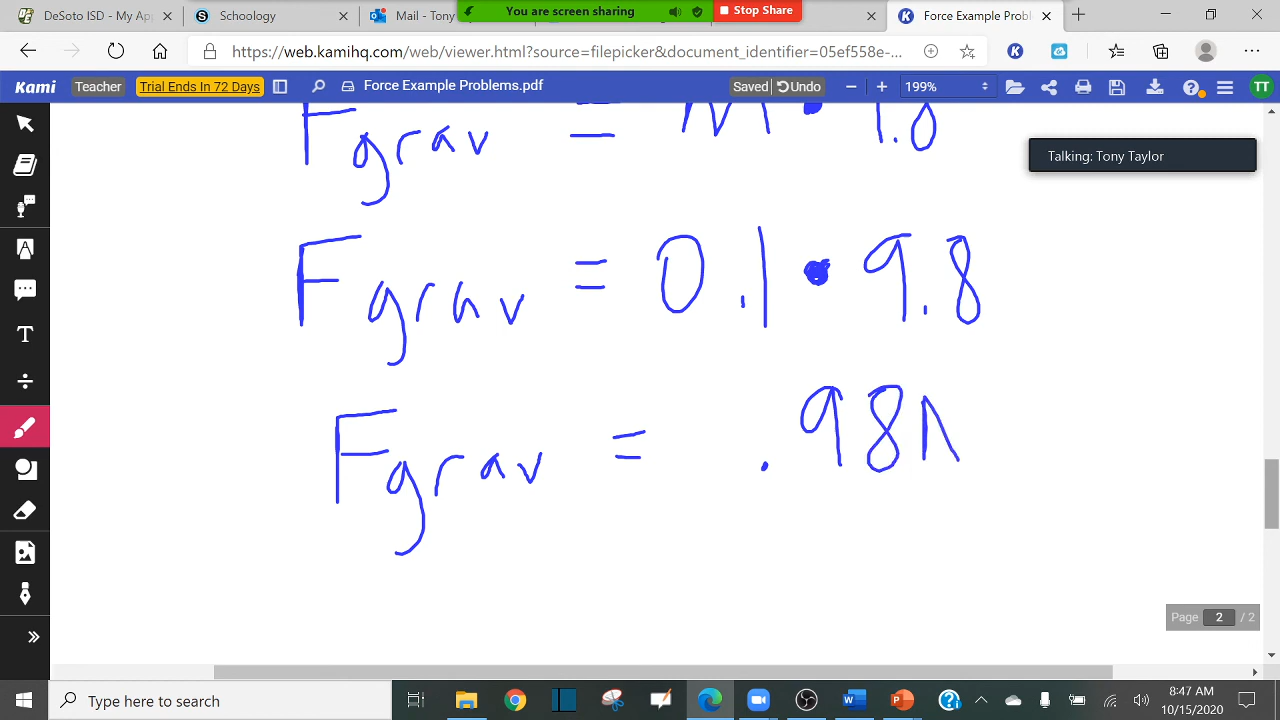 DeSoto ED - My Ap
Schoology
Mail - Tony
You are screen sharing
Stop Share
Force Example Probl
https://web.kamihq.com/web/viewer.html?source=filepicker&document_identifier=05ef558e-...
Kami Teacher Trial Ends In 72 Days Force Example Problems.pdf Saved Undo 199% TT
Talking: Tony Taylor
Fgrav = m • 9.8
Fgrav = 0.1 • 9.8
Fgrav = .98N
Page 2 / 2
Type here to search
8:47 AM
10/15/2020